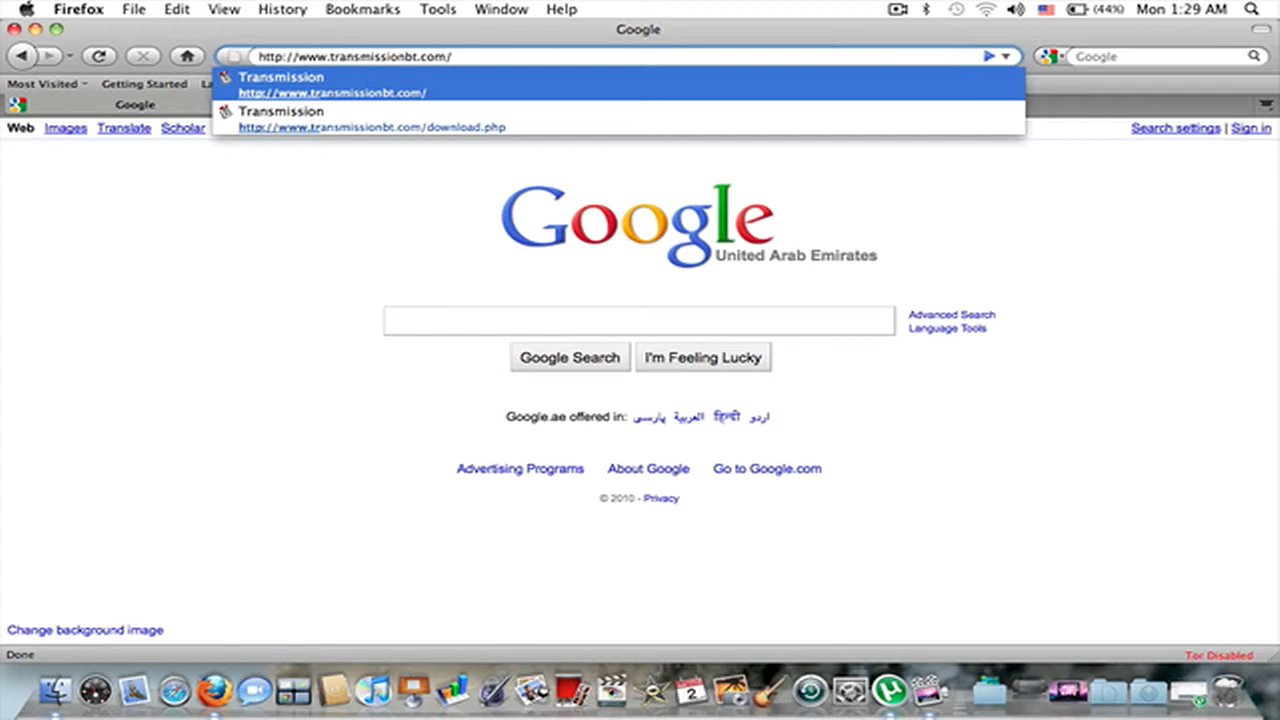 Firefox File Edit View History Bookmarks Tools Window Help (44%) Mon 1:29 AM
Google
http://www.transmissionbt.com/ Google
Most Visited Getting Started
Transmission
http://www.transmissionbt.com/
Google
Transmission
http://www.transmissionbt.com/download.php
Web Images Translate Scholar Search settings | Sign in
Google
United Arab Emirates
Advanced Search
Language Tools
Google Search I'm Feeling Lucky
Google.ae offered in: پارسی العربية हिन्दी اردو
Advertising Programs About Google Go to Google.com
© 2010 - Privacy
Change background image
Done Tor Disabled
2